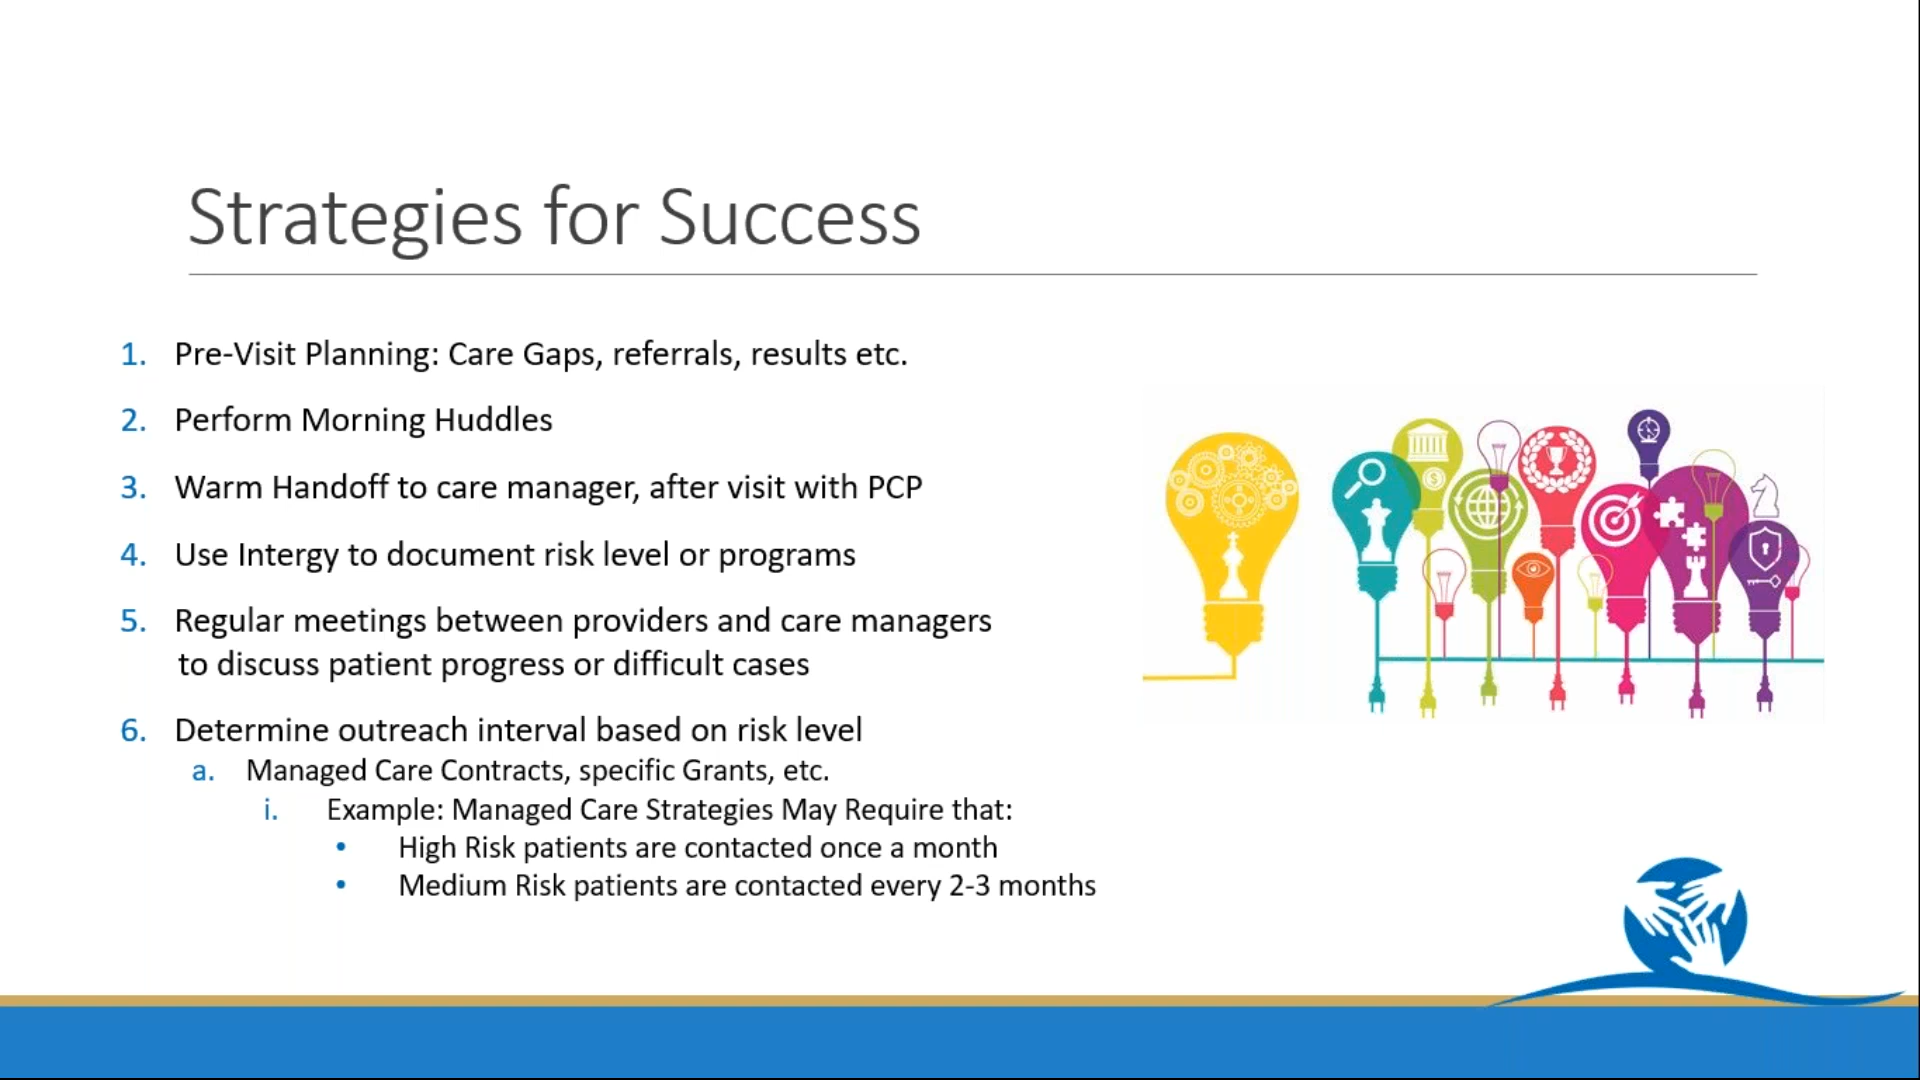 Strategies for Success
1. Pre-Visit Planning: Care Gaps, referrals, results etc.
2. Perform Morning Huddles
3. Warm Handoff to care manager, after visit with PCP
4. Use Intergy to document risk level or programs
5. Regular meetings between providers and care managers
to discuss patient progress or difficult cases
6. Determine outreach interval based on risk level
a. Managed Care Contracts, specific Grants, etc.
i. Example: Managed Care Strategies May Require that:
• High Risk patients are contacted once a month
• Medium Risk patients are contacted every 2-3 months